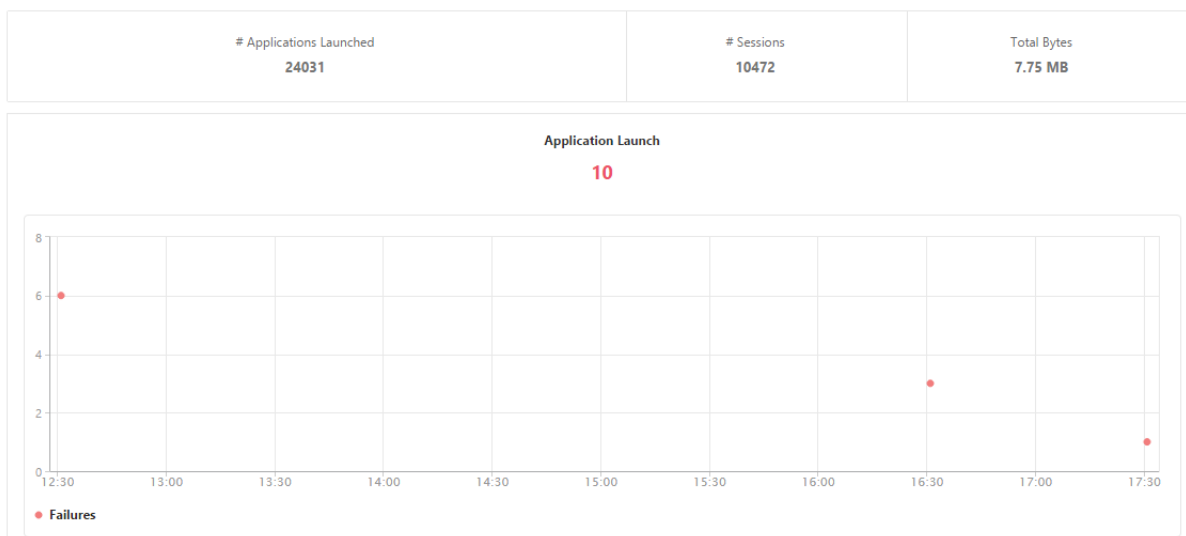 # Applications Launched # Sessions Total Bytes
24031 10472 7.75 MB
Application Launch
10
8
6
4
2
0
12:30 13:00 13:30 14:00 14:30 15:00 15:30 16:00 16:30 17:00 17:30
Failures